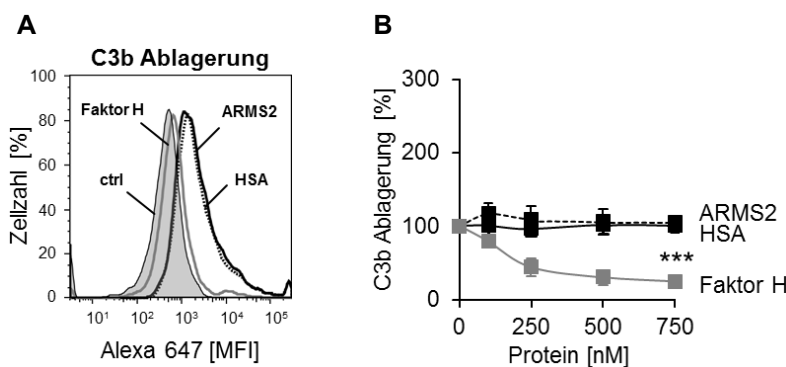 A
C3b Ablagerung
100
80
60
40
20
0
Zellzahl [%]
Faktor H
ARMS2
ctrl
HSA
10¹ 10² 10³ 10⁴ 10⁵
Alexa 647 [MFI]
B
300
200
100
0
C3b Ablagerung [%]
ARMS2
HSA
***
Faktor H
0 250 500 750
Protein [nM]